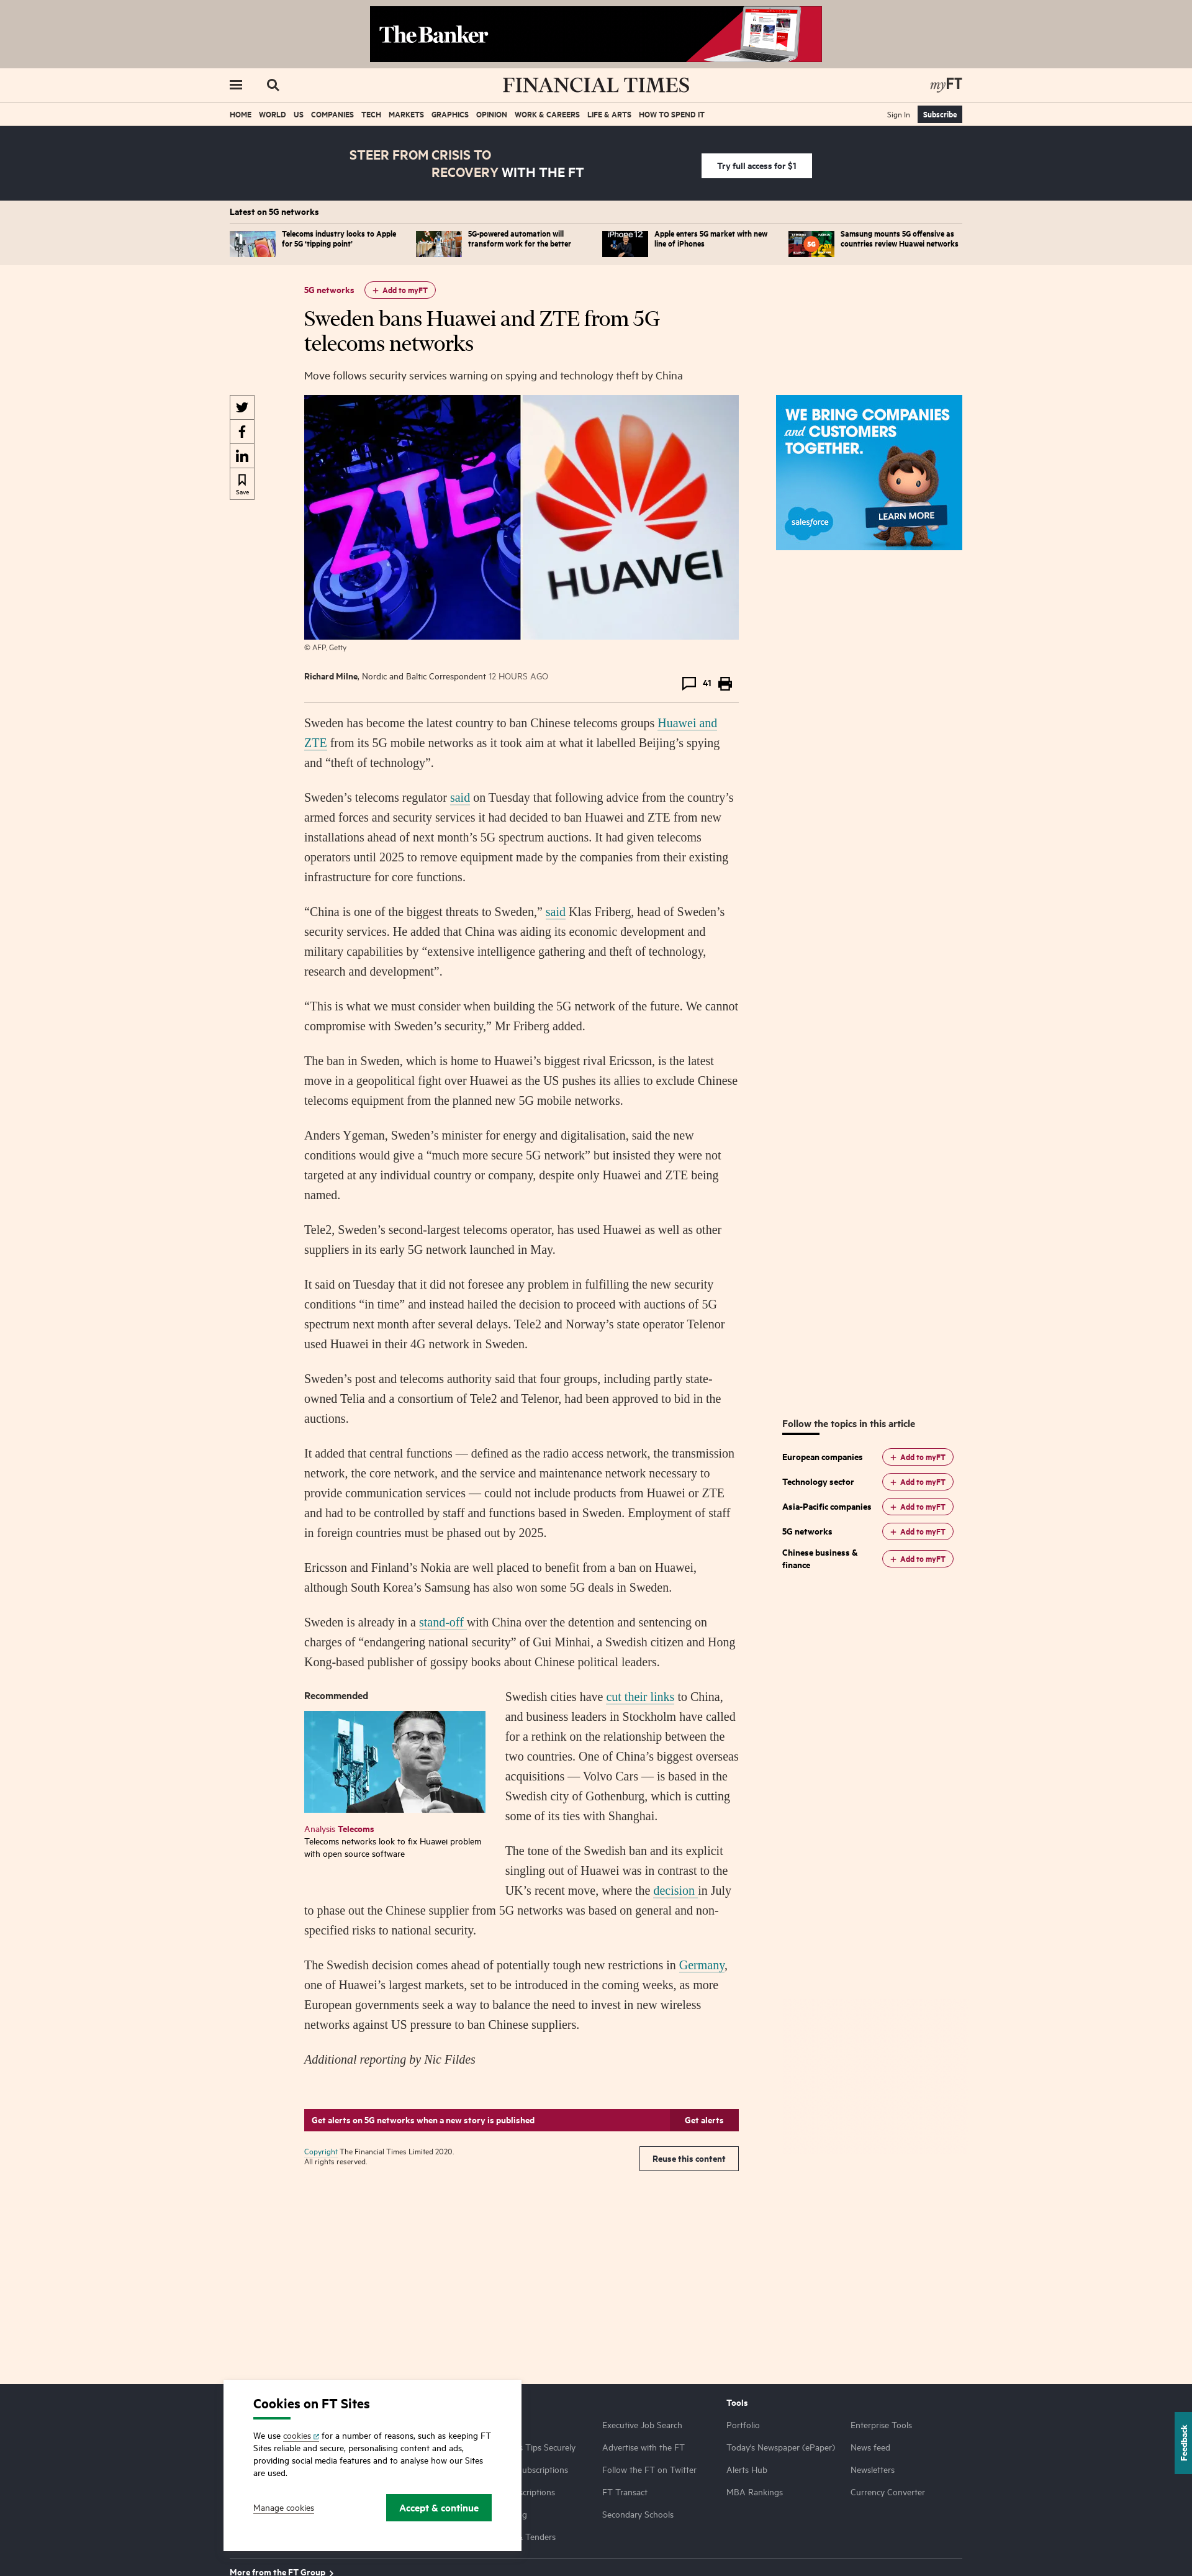 The Banker
FINANCIAL TIMES
myFT
HOME WORLD US COMPANIES TECH MARKETS GRAPHICS OPINION WORK & CAREERS LIFE & ARTS HOW TO SPEND IT
Sign In Subscribe
STEER FROM CRISIS TO
RECOVERY WITH THE FT
Try full access for $1
Latest on 5G networks
Telecoms industry looks to Apple
for 5G ‘tipping point’
5G-powered automation will
transform work for the better
iPhone 12
Apple enters 5G market with new
line of iPhones
5G
Samsung mounts 5G offensive as
countries review Huawei networks
5G networks
+ Add to myFT
Sweden bans Huawei and ZTE from 5G
telecoms networks
Move follows security services warning on spying and technology theft by China
Save
ZTE
HUAWEI
WE BRING COMPANIES
and CUSTOMERS
TOGETHER.
salesforce
LEARN MORE
© AFP, Getty
Richard Milne, Nordic and Baltic Correspondent 12 HOURS AGO
41
Sweden has become the latest country to ban Chinese telecoms groups Huawei and
ZTE from its 5G mobile networks as it took aim at what it labelled Beijing’s spying
and “theft of technology”.
Sweden’s telecoms regulator said on Tuesday that following advice from the country’s
armed forces and security services it had decided to ban Huawei and ZTE from new
installations ahead of next month’s 5G spectrum auctions. It had given telecoms
operators until 2025 to remove equipment made by the companies from their existing
infrastructure for core functions.
“China is one of the biggest threats to Sweden,” said Klas Friberg, head of Sweden’s
security services. He added that China was aiding its economic development and
military capabilities by “extensive intelligence gathering and theft of technology,
research and development”.
“This is what we must consider when building the 5G network of the future. We cannot
compromise with Sweden’s security,” Mr Friberg added.
The ban in Sweden, which is home to Huawei’s biggest rival Ericsson, is the latest
move in a geopolitical fight over Huawei as the US pushes its allies to exclude Chinese
telecoms equipment from the planned new 5G mobile networks.
Anders Ygeman, Sweden’s minister for energy and digitalisation, said the new
conditions would give a “much more secure 5G network” but insisted they were not
targeted at any individual country or company, despite only Huawei and ZTE being
named.
Tele2, Sweden’s second-largest telecoms operator, has used Huawei as well as other
suppliers in its early 5G network launched in May.
It said on Tuesday that it did not foresee any problem in fulfilling the new security
conditions “in time” and instead hailed the decision to proceed with auctions of 5G
spectrum next month after several delays. Tele2 and Norway’s state operator Telenor
used Huawei in their 4G network in Sweden.
Sweden’s post and telecoms authority said that four groups, including partly state-
owned Telia and a consortium of Tele2 and Telenor, had been approved to bid in the
auctions.
It added that central functions — defined as the radio access network, the transmission
network, the core network, and the service and maintenance network necessary to
provide communication services — could not include products from Huawei or ZTE
and had to be controlled by staff and functions based in Sweden. Employment of staff
in foreign countries must be phased out by 2025.
Ericsson and Finland’s Nokia are well placed to benefit from a ban on Huawei,
although South Korea’s Samsung has also won some 5G deals in Sweden.
Sweden is already in a stand-off with China over the detention and sentencing on
charges of “endangering national security” of Gui Minhai, a Swedish citizen and Hong
Kong-based publisher of gossipy books about Chinese political leaders.
Follow the topics in this article
European companies
+ Add to myFT
Technology sector
+ Add to myFT
Asia-Pacific companies
+ Add to myFT
5G networks
+ Add to myFT
Chinese business &
finance
+ Add to myFT
Recommended
Analysis Telecoms
Telecoms networks look to fix Huawei problem
with open source software
Swedish cities have cut their links to China,
and business leaders in Stockholm have called
for a rethink on the relationship between the
two countries. One of China’s biggest overseas
acquisitions — Volvo Cars — is based in the
Swedish city of Gothenburg, which is cutting
some of its ties with Shanghai.
The tone of the Swedish ban and its explicit
singling out of Huawei was in contrast to the
UK’s recent move, where the decision in July
to phase out the Chinese supplier from 5G networks was based on general and non-
specified risks to national security.
The Swedish decision comes ahead of potentially tough new restrictions in Germany,
one of Huawei’s largest markets, set to be introduced in the coming weeks, as more
European governments seek a way to balance the need to invest in new wireless
networks against US pressure to ban Chinese suppliers.
Additional reporting by Nic Fildes
Get alerts on 5G networks when a new story is published
Get alerts
Copyright The Financial Times Limited 2020.
All rights reserved.
Reuse this content
Cookies on FT Sites
We use cookies for a number of reasons, such as keeping FT
Sites reliable and secure, personalising content and ads,
providing social media features and to analyse how our Sites
are used.
Manage cookies
Accept & continue
Tips Securely
Tenders
Executive Job Search
Advertise with the FT
Follow the FT on Twitter
FT Transact
Secondary Schools
Tools
Portfolio
Today's Newspaper (ePaper)
Alerts Hub
MBA Rankings
Enterprise Tools
News feed
Newsletters
Currency Converter
Feedback
More from the FT Group